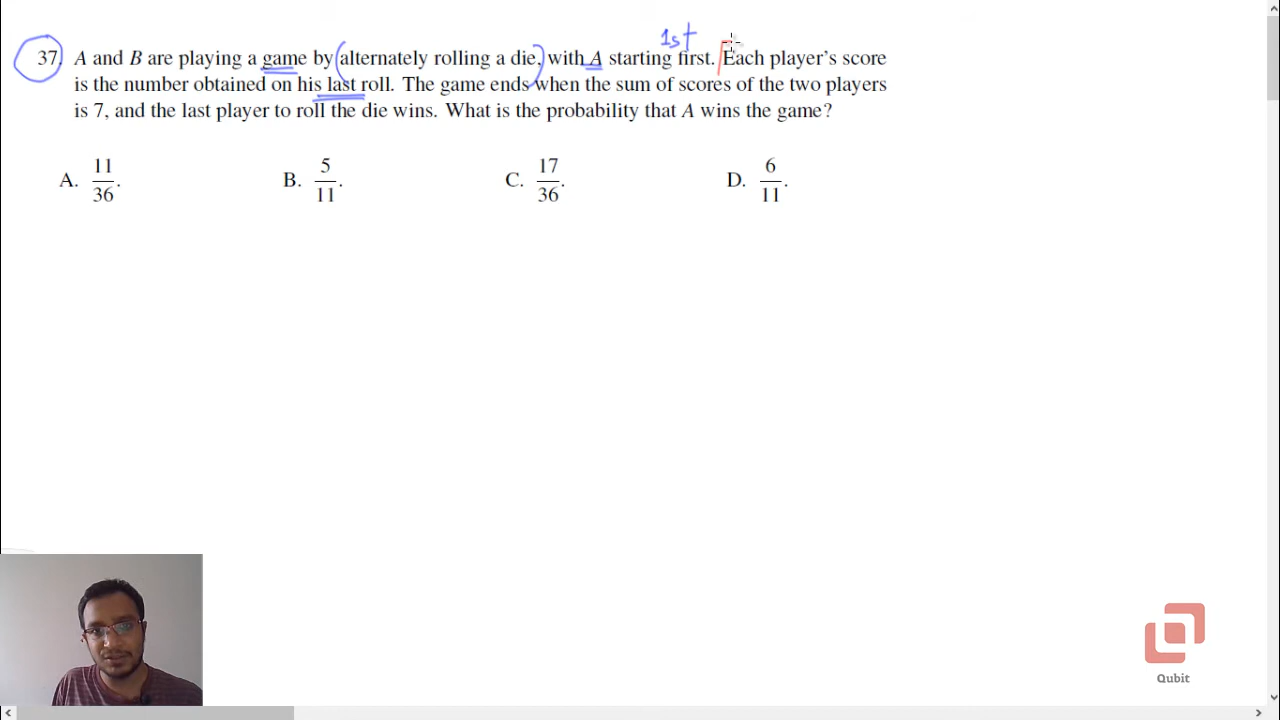 1st
37. A and B are playing a game by alternately rolling a die, with A starting first. Each player's score
is the number obtained on his last roll. The game ends when the sum of scores of the two players
is 7, and the last player to roll the die wins. What is the probability that A wins the game?
A. 11/36. B. 5/11. C. 17/36. D. 6/11.
Qubit